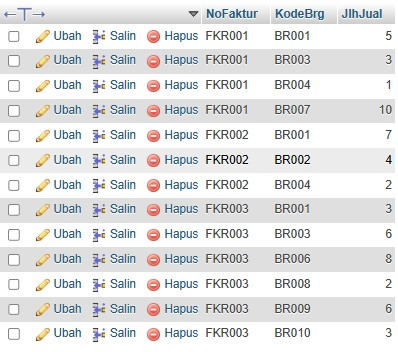 NoFaktur KodeBrg JlhJual
Ubah Salin Hapus FKR001 BR001 5
Ubah Salin Hapus FKR001 BR003 3
Ubah Salin Hapus FKR001 BR004 1
Ubah Salin Hapus FKR001 BR007 10
Ubah Salin Hapus FKR002 BR001 7
Ubah Salin Hapus FKR002 BR002 4
Ubah Salin Hapus FKR002 BR004 2
Ubah Salin Hapus FKR003 BR001 3
Ubah Salin Hapus FKR003 BR003 6
Ubah Salin Hapus FKR003 BR006 8
Ubah Salin Hapus FKR003 BR008 2
Ubah Salin Hapus FKR003 BR009 6
Ubah Salin Hapus FKR003 BR010 3